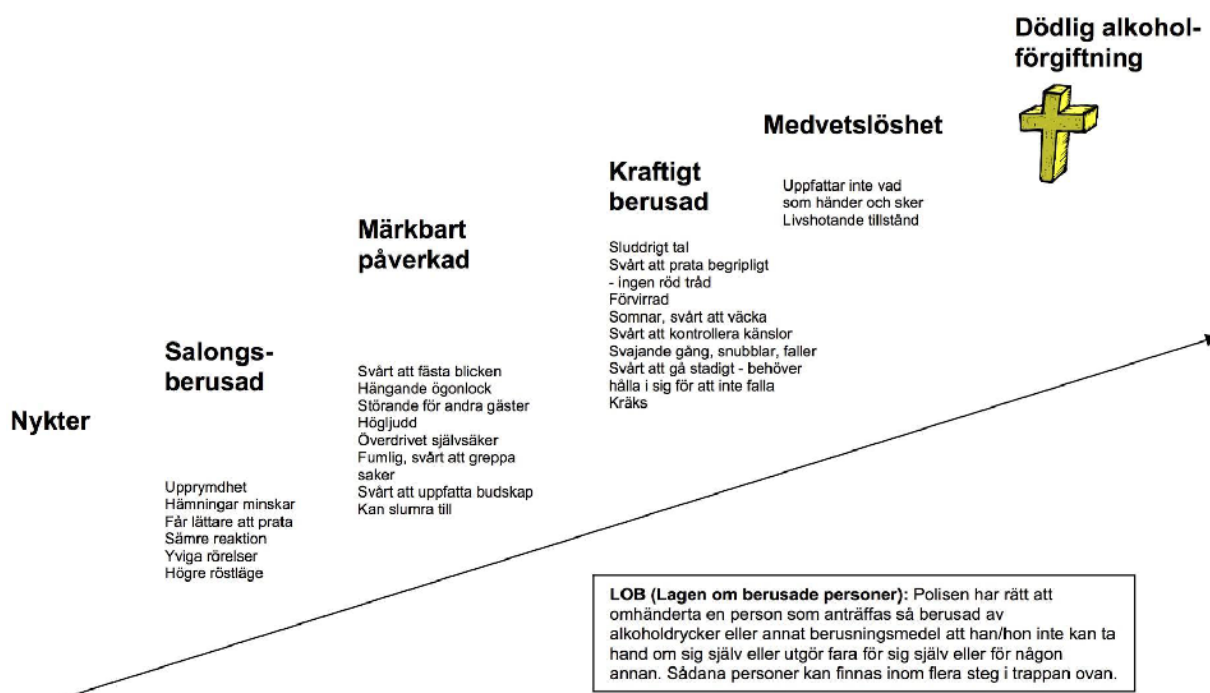 Nykter
Salongs-
berusad
Upprymdhet
Hämningar minskar
Får lättare att prata
Sämre reaktion
Yviga rörelser
Högre röstläge
Märkbart
påverkad
Svårt att fästa blicken
Hängande ögonlock
Störande för andra gäster
Högljudd
Överdrivet självsäker
Fumlig, svårt att greppa
saker
Svårt att uppfatta budskap
Kan slumra till
Kraftigt
berusad
Sluddrigt tal
Svårt att prata begripligt
- ingen röd tråd
Förvirrad
Somnar, svårt att väcka
Svårt att kontrollera känslor
Svajande gång, snubblar, faller
Svårt att gå stadigt - behöver
hålla i sig för att inte falla
Kräks
Medvetslöshet
Uppfattar inte vad
som händer och sker
Livshotande tillstånd
Dödlig alkohol-
förgiftning
LOB (Lagen om berusade personer): Polisen har rätt att
omhänderta en person som anträffas så berusad av
alkoholdrycker eller annat berusningsmedel att han/hon inte kan ta
hand om sig själv eller utgör fara för sig själv eller för någon
annan. Sådana personer kan finnas inom flera steg i trappan ovan.